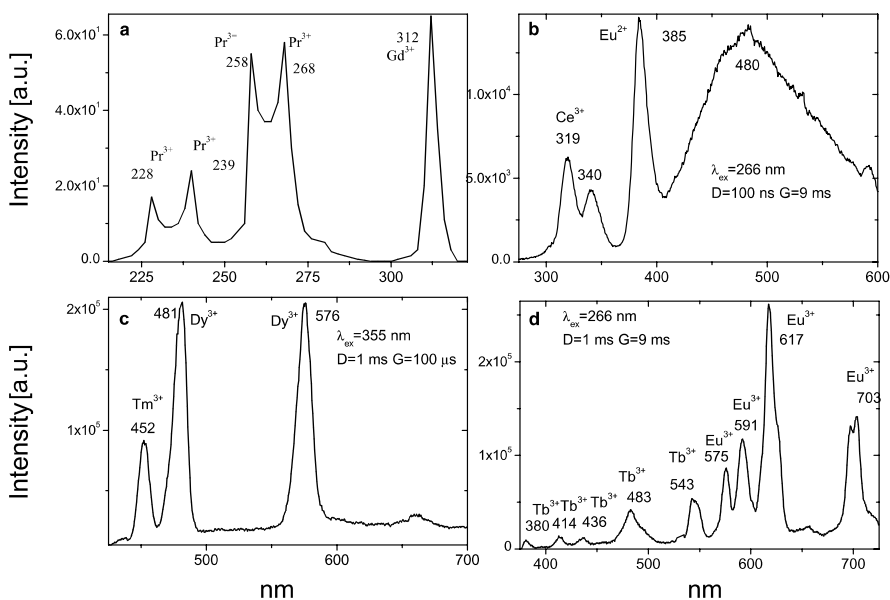 a
Pr³⁻
258
Pr³⁺
268
312
Gd³⁺
Pr³⁺
228
Pr³⁺
239
Intensity [a.u.]
6.0x10¹
4.0x10¹
2.0x10¹
0.0
225
250
275
300
b
Eu²⁺
385
480
Ce³⁺
319
340
λex=266 nm
D=100 ns G=9 ms
1.0x10⁴
5.0x10³
0.0
300
400
500
600
c
481
Dy³⁺
Dy³⁺
576
λex=355 nm
D=1 ms G=100 μs
Tm³⁺
452
Intensity [a.u.]
2x10⁵
1x10⁵
500
600
700
nm
d
λex=266 nm
D=1 ms G=9 ms
Eu³⁺
617
Eu³⁺
703
Eu³⁺
591
Eu³⁺
575
Tb³⁺
543
Tb³⁺
483
Tb³⁺
436
Tb³⁺
414
Tb³⁺
380
2x10⁵
1x10⁵
0
400
500
600
700
nm